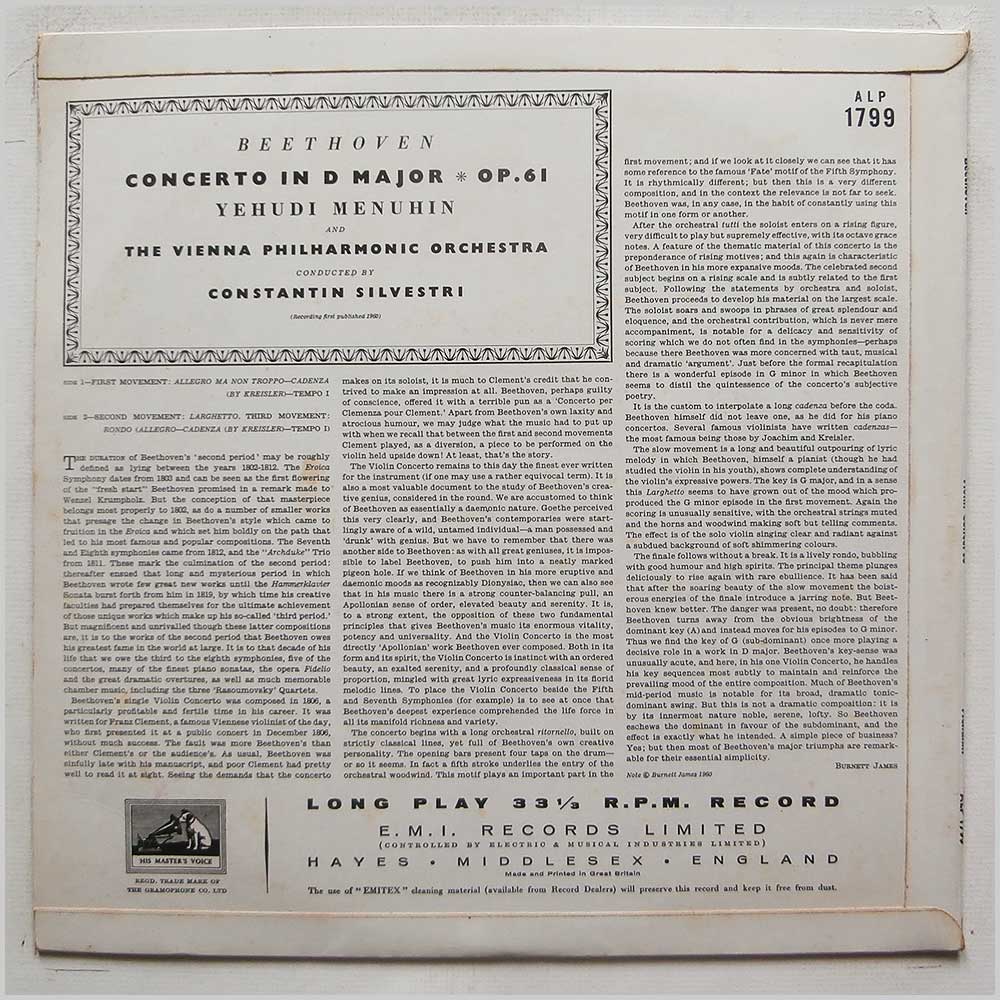 ALP
1799
BEETHOVEN
CONCERTO IN D MAJOR * OP.61
YEHUDI MENUHIN
AND
THE VIENNA PHILHARMONIC ORCHESTRA
CONDUCTED BY
CONSTANTIN SILVESTRI
(Recording first published 1960)
SIDE 1—FIRST MOVEMENT: ALLEGRO MA NON TROPPO—CADENZA
(BY KREISLER)—TEMPO I
SIDE 2—SECOND MOVEMENT: LARGHETTO. THIRD MOVEMENT:
RONDO (ALLEGRO—CADENZA (BY KREISLER)—TEMPO I)
THE DURATION of Beethoven's 'second period' may be roughly
defined as lying between the years 1802-1812. The Eroica
Symphony dates from 1803 and can be seen as the first flowering
of the "fresh start" Beethoven promised in a remark made to
Wenzel Krumpholz. But the conception of that masterpiece
belongs most properly to 1802, as do a number of smaller works
that presage the change in Beethoven's style which came to
fruition in the Eroica and which set him boldly on the path that
led to his most famous and popular compositions. The Seventh
and Eighth symphonies came from 1812, and the "Archduke" Trio
from 1811. These mark the culmination of the second period:
thereafter ensued that long and mysterious period in which
Beethoven wrote few great new works until the Hammerklavier
Sonata burst forth from him in 1819, by which time his creative
faculties had prepared themselves for the ultimate achievement
of those unique works which make up his so-called 'third period.'
But magnificent and unrivalled though these latter compositions
are, it is to the works of the second period that Beethoven owes
his greatest fame in the world at large. It is to that decade of his
life that we owe the third to the eighth symphonies, five of the
concertos, many of the finest piano sonatas, the opera Fidelio
and the great dramatic overtures, as well as much memorable
chamber music, including the three 'Rasoumovsky' Quartets.
Beethoven's single Violin Concerto was composed in 1806, a
particularly profitable and fertile time in his career. It was
written for Franz Clement, a famous Viennese violinist of the day,
who first presented it at a public concert in December 1806,
without much success. The fault was more Beethoven's than
either Clement's or the audience's. As usual, Beethoven was
sinfully late with his manuscript, and poor Clement had pretty
well to read it at sight. Seeing the demands that the concerto
makes on its soloist, it is much to Clement's credit that he con-
trived to make an impression at all. Beethoven, perhaps guilty
of conscience, offered it with a terrible pun as a 'Concerto per
Clemenza pour Clement.' Apart from Beethoven's own laxity and
atrocious humour, we may judge what the music had to put up
with when we recall that between the first and second movements
Clement played, as a diversion, a piece to be performed on the
violin held upside down! At least, that's the story.
The Violin Concerto remains to this day the finest ever written
for the instrument (if one may use a rather equivocal term). It is
also a most valuable document to the study of Beethoven's crea-
tive genius, considered in the round. We are accustomed to think
of Beethoven as essentially a daemonic nature. Goethe perceived
this very clearly, and Beethoven's contemporaries were start-
lingly aware of a wild, untamed individual—a man possessed and
'drunk' with genius. But we have to remember that there was
another side to Beethoven: as with all great geniuses, it is impos-
sible to label Beethoven, to push him into a neatly marked
pigeon hole. If we think of Beethoven in his more eruptive and
daemonic moods as recognizably Dionysiac, then we can also see
that in his music there is a strong counter-balancing pull, an
Apollonian sense of order, elevated beauty and serenity. It is,
to a strong extent, the opposition of these two fundamental
principles that gives Beethoven's music its enormous vitality,
potency and universality. And the Violin Concerto is the most
directly 'Apollonian' work Beethoven ever composed. Both in its
form and its spirit, the Violin Concerto is instinct with an ordered
beauty, an exalted serenity, and a profoundly classical sense of
proportion, mingled with great lyric expressiveness in its florid
melodic lines. To place the Violin Concerto beside the Fifth
and Seventh Symphonies (for example) is to see at once that
Beethoven's deepest experience comprehended the life force in
all its manifold richness and variety.
The concerto begins with a long orchestral ritornello, built on
strictly classical lines, yet full of Beethoven's own creative
personality. The opening bars present four taps on the drum—
or so it seems. In fact a fifth stroke underlies the entry of the
orchestral woodwind. This motif plays an important part in the
first movement; and if we look at it closely we can see that it has
some reference to the famous 'Fate' motif of the Fifth Symphony.
It is rhythmically different; but then this is a very different
composition, and in the context the relevance is not far to seek.
Beethoven was, in any case, in the habit of constantly using this
motif in one form or another.
After the orchestral tutti the soloist enters on a rising figure,
very difficult to play but supremely effective, with its octave grace
notes. A feature of the thematic material of this concerto is the
preponderance of rising motives; and this again is characteristic
of Beethoven in his more expansive moods. The celebrated second
subject begins on a rising scale and is subtly related to the first
subject. Following the statements by orchestra and soloist,
Beethoven proceeds to develop his material on the largest scale.
The soloist soars and swoops in phrases of great splendour and
eloquence, and the orchestral contribution, which is never mere
accompaniment, is notable for a delicacy and sensitivity of
scoring which we do not often find in the symphonies—perhaps
because there Beethoven was more concerned with taut, musical
and dramatic 'argument'. Just before the formal recapitulation
there is a wonderful episode in G minor in which Beethoven
seems to distil the quintessence of the concerto's subjective
poetry.
It is the custom to interpolate a long cadenza before the coda.
Beethoven himself did not leave one, as he did for his piano
concertos. Several famous violinists have written cadenzas—
the most famous being those by Joachim and Kreisler.
The slow movement is a long and beautiful outpouring of lyric
melody in which Beethoven, himself a pianist (though he had
studied the violin in his youth), shows complete understanding of
the violin's expressive powers. The key is G major, and in a sense
this Larghetto seems to have grown out of the mood which pro-
duced the G minor episode in the first movement. Again the
scoring is unusually sensitive, with the orchestral strings muted
and the horns and woodwind making soft but telling comments.
The effect is of the solo violin singing clear and radiant against
a subdued background of soft shimmering colours.
The finale follows without a break. It is a lively rondo, bubbling
with good humour and high spirits. The principal theme plunges
deliciously to rise again with rare ebullience. It has been said
that after the soaring beauty of the slow movement the boist-
erous energies of the finale introduce a jarring note. But Beet-
hoven knew better. The danger was present, no doubt: therefore
Beethoven turns away from the obvious brightness of the
dominant key (A) and instead moves for his episodes to G minor.
Thus we find the key of G (sub-dominant) once more playing a
decisive role in a work in D major. Beethoven's key-sense was
unusually acute, and here, in his one Violin Concerto, he handles
his key sequences most subtly to maintain and reinforce the
prevailing mood of the entire composition. Much of Beethoven's
mid-period music is notable for its broad, dramatic tonic-
dominant swing. But this is not a dramatic composition: it is
by its innermost nature noble, serene, lofty. So Beethoven
eschews the dominant in favour of the subdominant, and the
effect is exactly what he intended. A simple piece of business?
Yes; but then most of Beethoven's major triumphs are remark-
able for their essential simplicity.
BURNETT JAMES
Note © Burnett James 1960
HIS MASTER'S VOICE
REGD. TRADE MARK OF
THE GRAMOPHONE CO. LTD
LONG PLAY 33 1/3 R.P.M. RECORD
E.M.I. RECORDS LIMITED
(CONTROLLED BY ELECTRIC & MUSICAL INDUSTRIES LIMITED)
HAYES • MIDDLESEX • ENGLAND
Made and Printed in Great Britain
The use of "EMITEX" cleaning material (available from Record Dealers) will preserve this record and keep it free from dust.